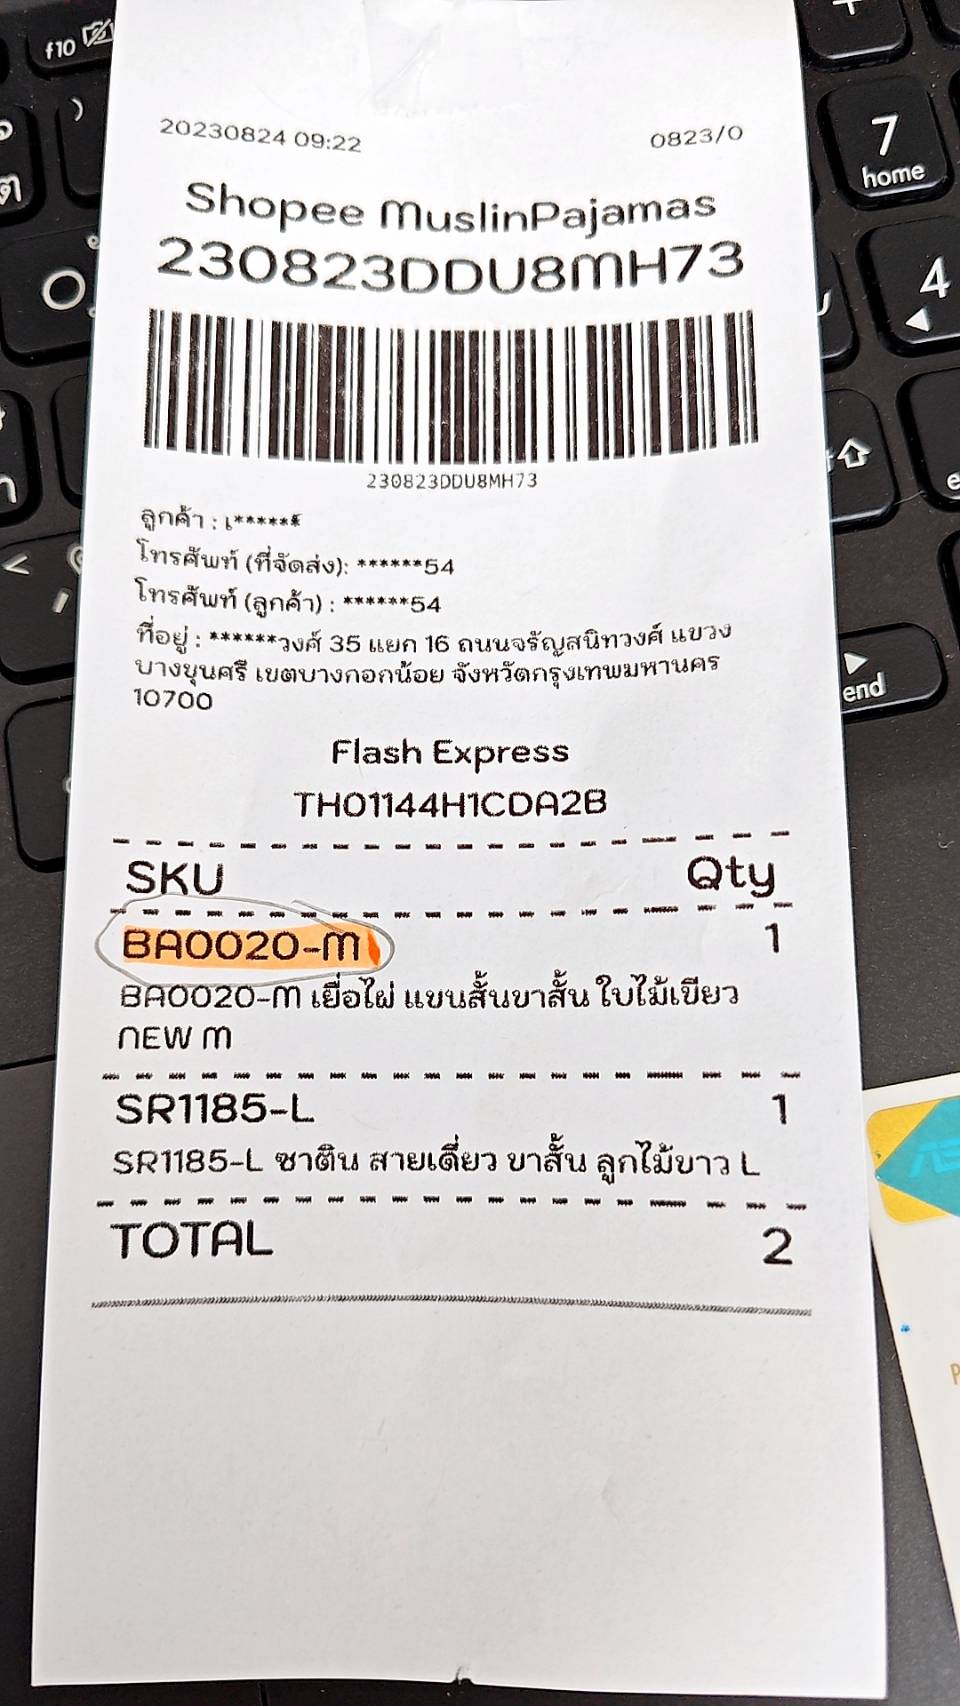 20230824 09:22 0823/0
Shopee MuslinPajamas
230823DDU8MH73
230823DDU8MH73
ลูกค้า : เ******
โทรศัพท์ (ที่จัดส่ง): ******54
โทรศัพท์ (ลูกค้า) : ******54
ที่อยู่ : ******วงศ์ 35 แยก 16 ถนนจรัญสนิทวงศ์ แขวง
บางขุนศรี เขตบางกอกน้อย จังหวัดกรุงเทพมหานคร
10700
Flash Express
TH01144H1CDA2B
SKU Qty
BA0020-M 1
BA0020-M เยื่อไผ่ แขนสั้นขาสั้น ใบไม้เขียว
NEW M
SR1185-L 1
SR1185-L ซาติน สายเดี่ยว ขาสั้น ลูกไม้ขาว L
TOTAL 2
f10
7
home
4
end